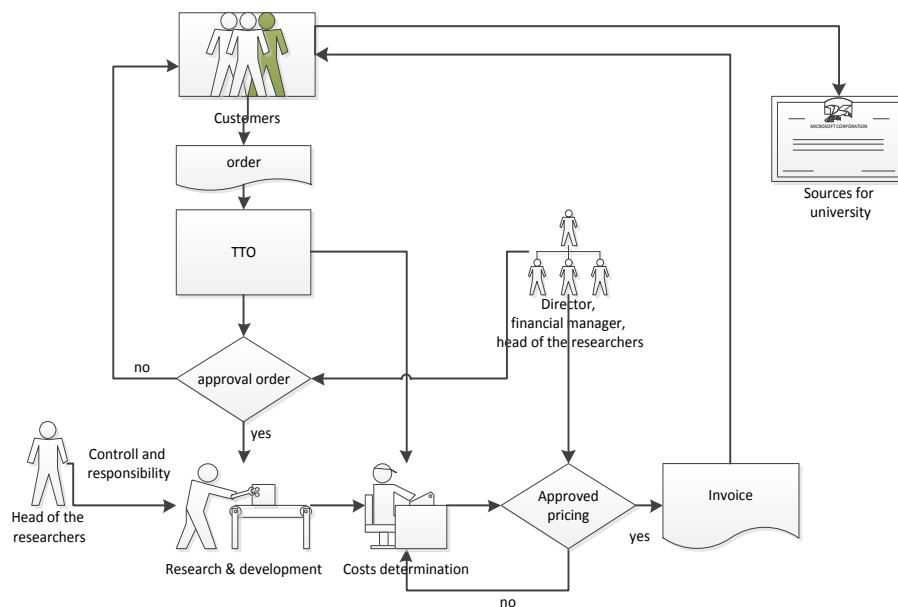 Customers
MICROSOFT CORPORATION
order
Sources for
university
TTO
Director,
financial manager,
head of the researchers
no
approval order
yes
Controll and
responsibility
Head of the
researchers
Approved
pricing
Invoice
yes
Research & development
Costs determination
no